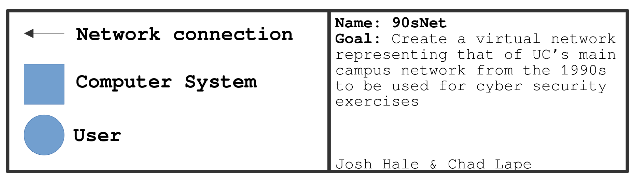 Network connection
Computer System
User
Name: 90sNet
Goal: Create a virtual network
representing that of UC's main
campus network from the 1990s
to be used for cyber security
exercises
Josh Hale & Chad Lape